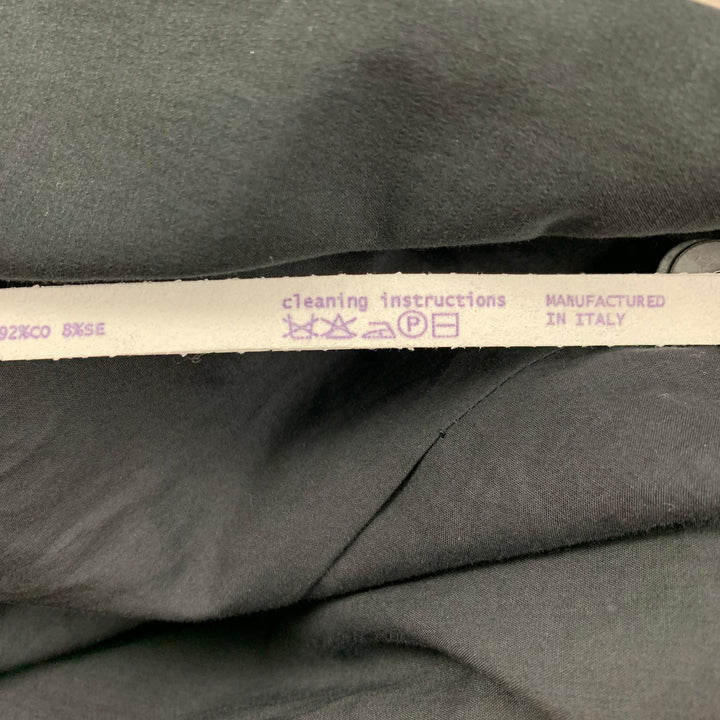 92%CO 8%SE
cleaning instructions
P
MANUFACTURED
IN ITALY